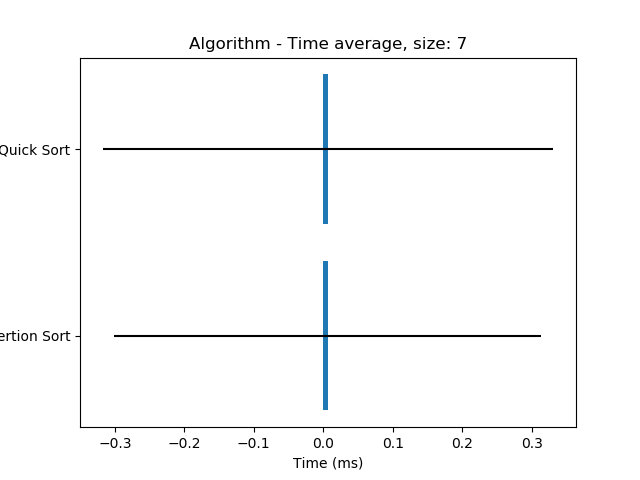 Algorithm - Time average, size: 7
Quick Sort
ertion Sort
−0.3 −0.2 −0.1 0.0 0.1 0.2 0.3
Time (ms)